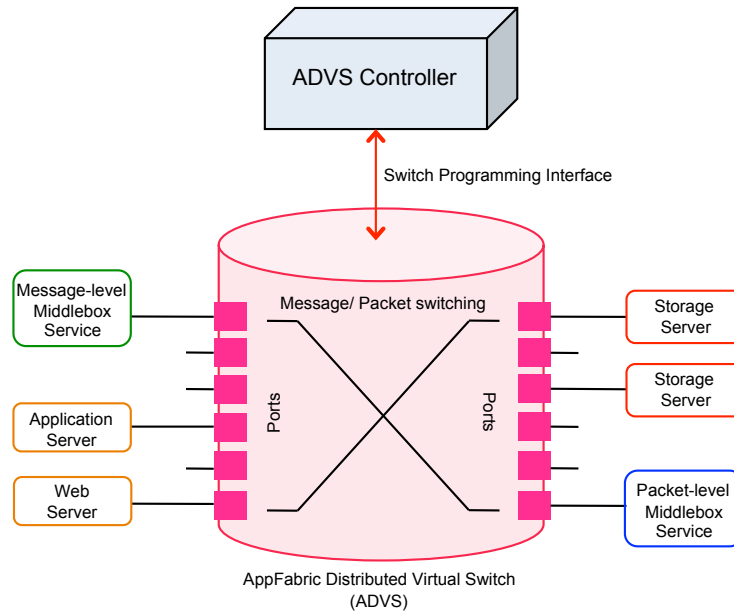 ADVS Controller
Switch Programming Interface
Message-level
Middlebox
Service
Message/ Packet switching
Storage
Server
Ports
Ports
Storage
Server
Application
Server
Web
Server
Packet-level
Middlebox
Service
AppFabric Distributed Virtual Switch
(ADVS)